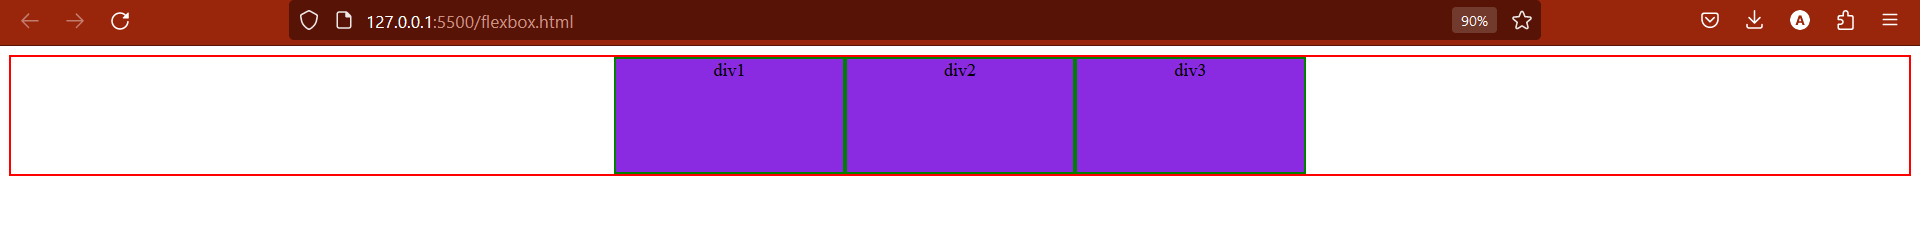 127.0.0.1:5500/flexbox.html 90% A
div1 div2 div3